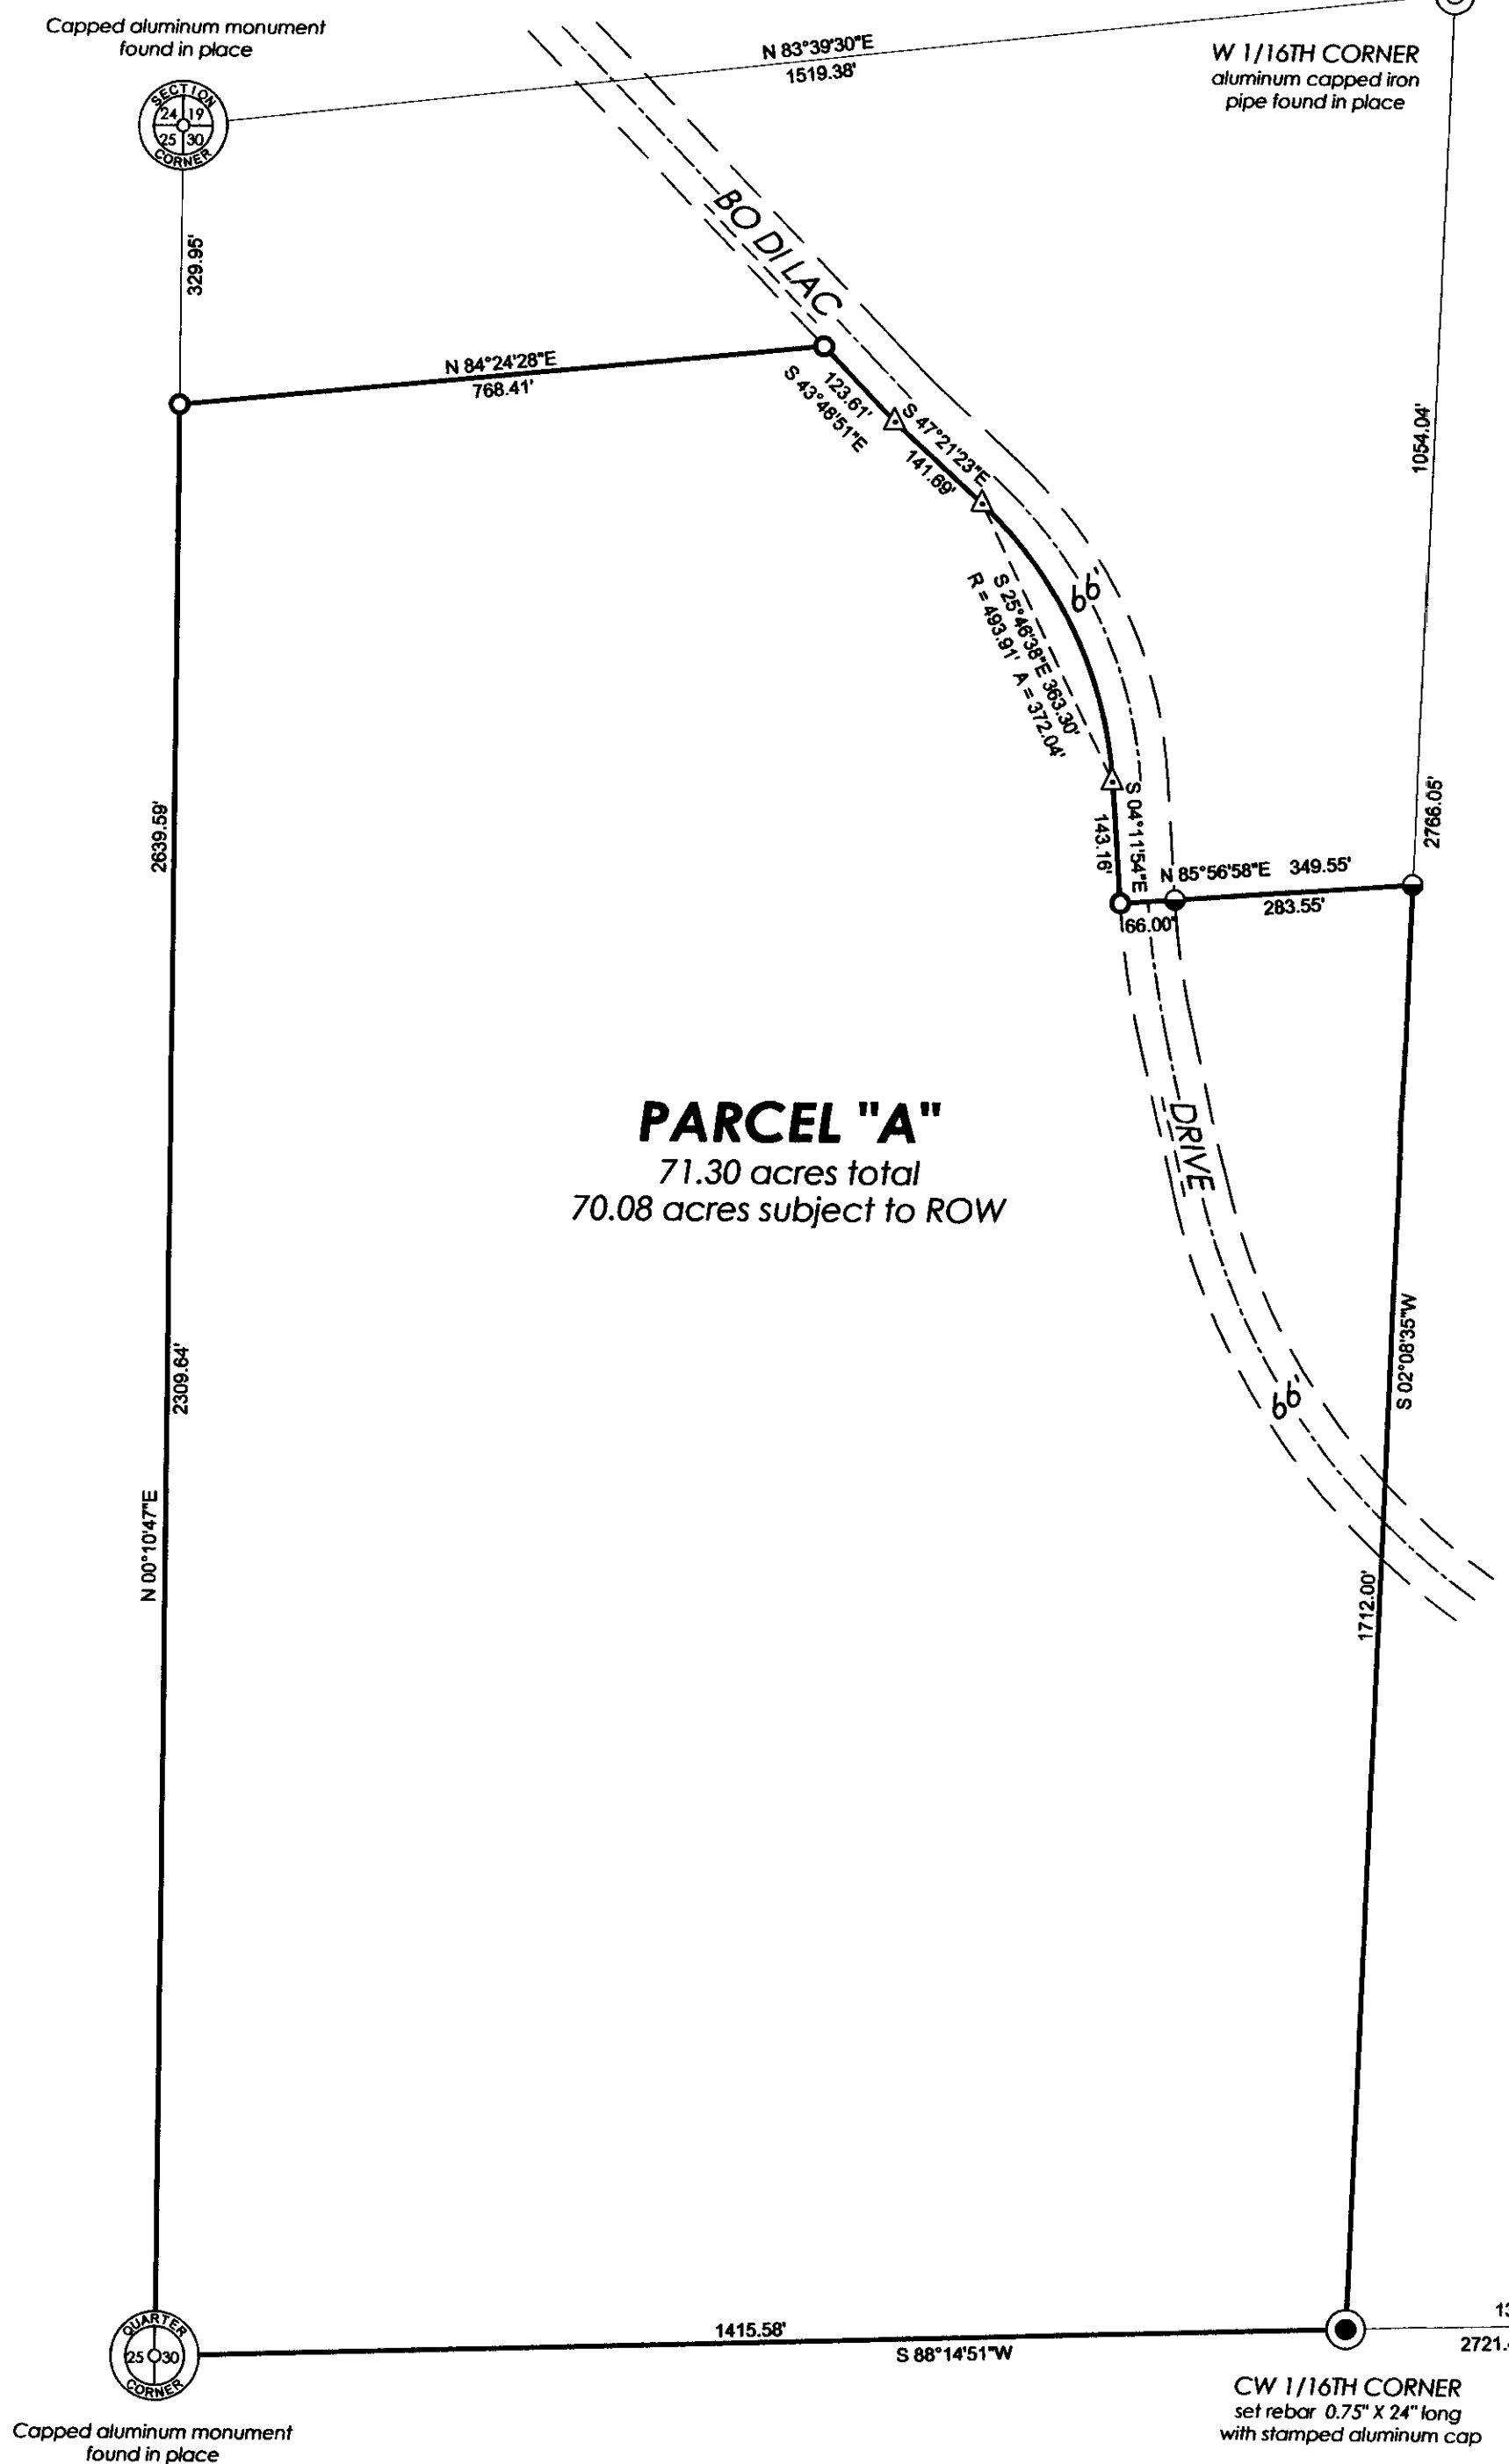 Capped aluminum monument
found in place
SECTION
24 19
25 30
CORNER
N 83°39'30"E
1519.38'
W 1/16TH CORNER
aluminum capped iron
pipe found in place
329.95'
BO DI LAC
N 84°24'28"E
768.41'
123.61'
S 43°48'51"E
S 47°21'23"E
141.69'
1054.04'
66'
S 25°46'38"E 363.30'
R = 493.91' A = 372.04'
2639.59'
2766.05'
S 04°11'54"E
143.16'
N 85°56'58"E 349.55'
66.00'
283.55'
PARCEL "A"
71.30 acres total
70.08 acres subject to ROW
DRIVE
2309.64'
S 02°08'35"W
66'
N 00°10'47"E
1712.00'
QUARTER
25 30
CORNER
1415.58'
S 88°14'51"W
13
2721.
CW 1/16TH CORNER
set rebar 0.75" X 24" long
with stamped aluminum cap
Capped aluminum monument
found in place